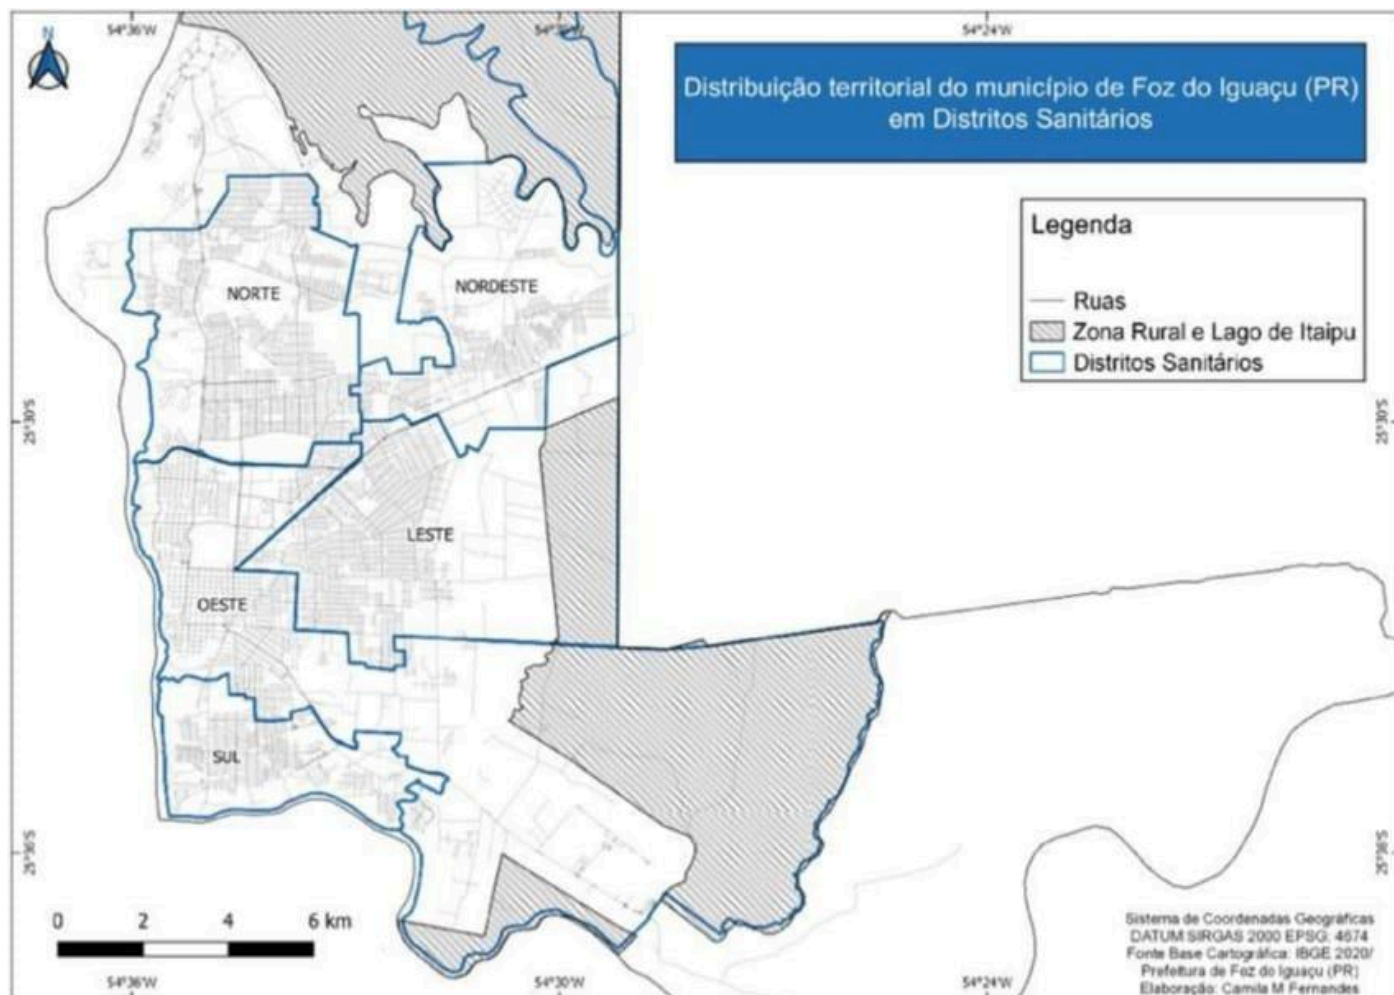 54°36'W
54°30'W
54°24'W
N
Distribuição territorial do município de Foz do Iguaçu (PR)
em Distritos Sanitários
Legenda
Ruas
Zona Rural e Lago de Itaipu
Distritos Sanitários
NORTE
NORDESTE
25°30'S
25°30'S
LESTE
OESTE
SUL
25°36'S
25°36'S
0 2 4 6 km
Sistema de Coordenadas Geográficas
DATUM SIRGAS 2000 EPSG: 4674
Fonte Base Cartográfica: IBGE 2020/
Prefeitura de Foz do Iguaçu (PR)
Elaboração: Camila M Fernandes
54°36'W
54°30'W
54°24'W